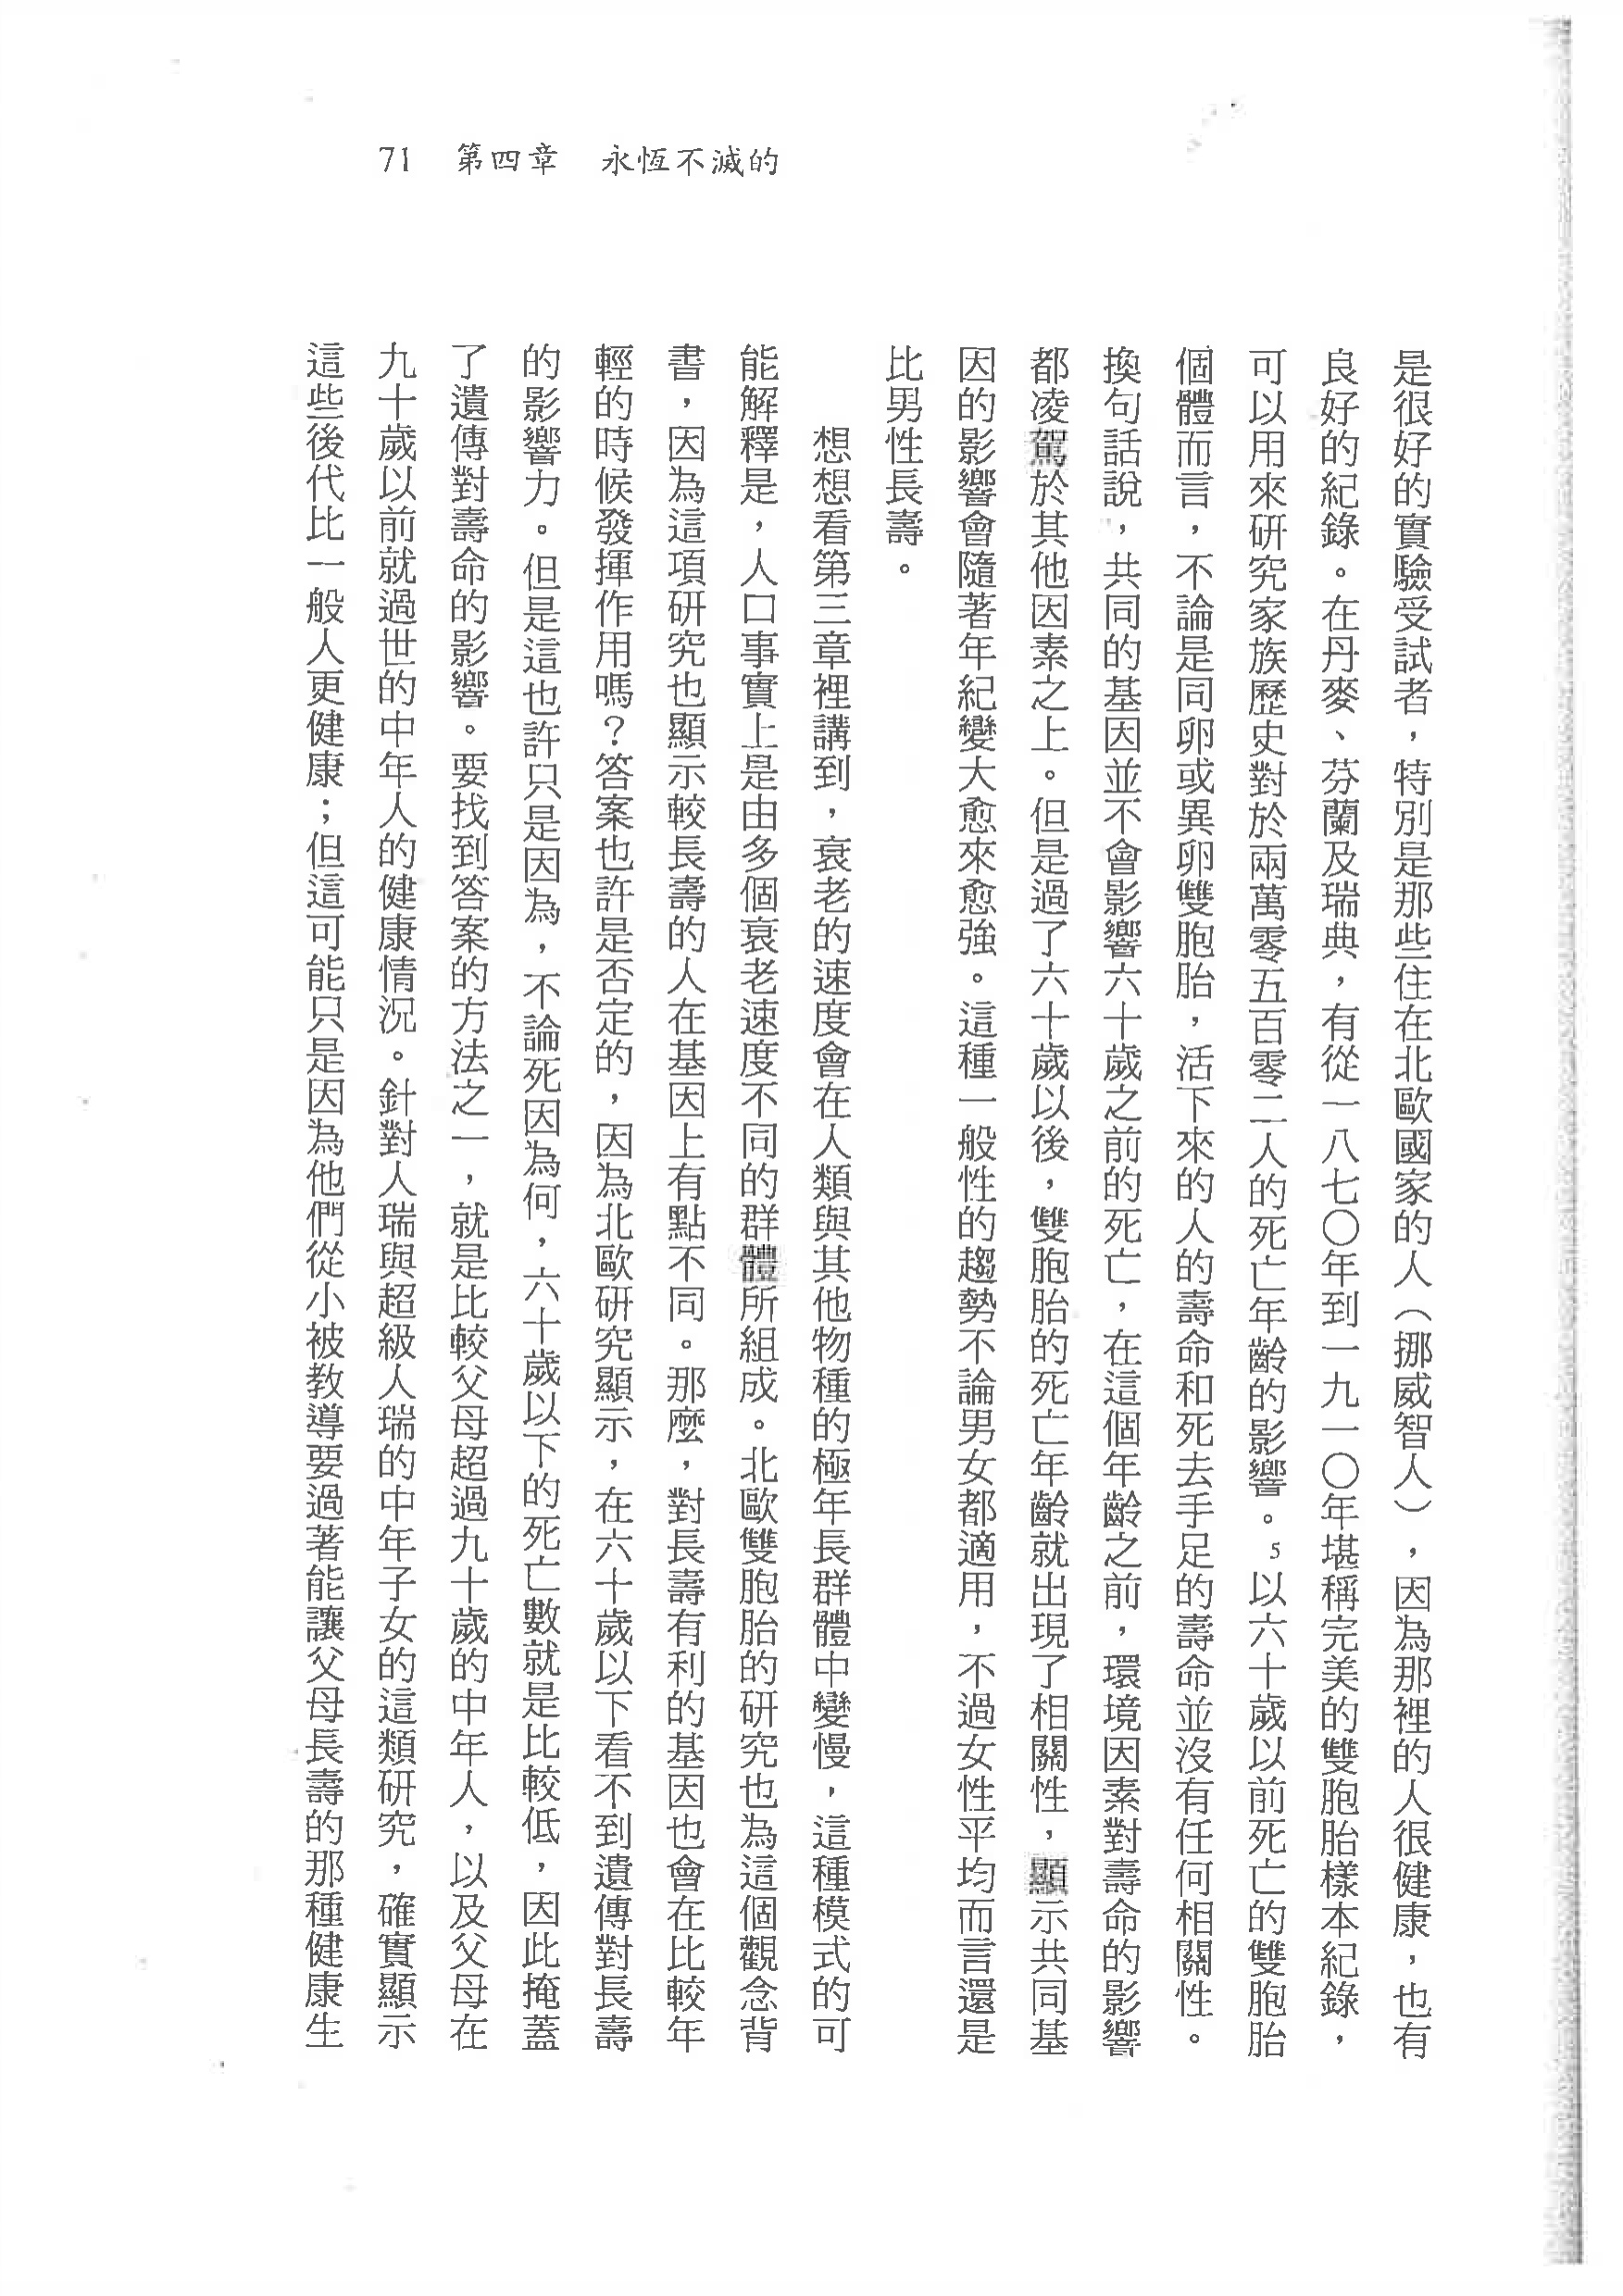 71 第四章 永恆不滅的
是很好的實驗受試者，特別是那些住在北歐國家的人（挪威智人），因為那裡的人很健康，也有
良好的紀錄。在丹麥、芬蘭及瑞典，有從一八七〇年到一九一〇年堪稱完美的雙胞胎樣本紀錄，
可以用來研究家族歷史對於兩萬零五百零二人的死亡年齡的影響。5以六十歲以前死亡的雙胞胎
個體而言，不論是同卵或異卵雙胞胎，活下來的人的壽命和死去手足的壽命並沒有任何相關性。
換句話說，共同的基因並不會影響六十歲之前的死亡，在這個年齡之前，環境因素對壽命的影響
都凌駕於其他因素之上。但是過了六十歲以後，雙胞胎的死亡年齡就出現了相關性，顯示共同基
因的影響會隨著年紀變大愈來愈強。這種一般性的趨勢不論男女都適用，不過女性平均而言還是
比男性長壽。
想想看第三章裡講到，衰老的速度會在人類與其他物種的極年長群體中變慢，這種模式的可
能解釋是，人口事實上是由多個衰老速度不同的群體所組成。北歐雙胞胎的研究也為這個觀念背
書，因為這項研究也顯示較長壽的人在基因上有點不同。那麼，對長壽有利的基因也會在比較年
輕的時候發揮作用嗎？答案也許是否定的，因為北歐研究顯示，在六十歲以下看不到遺傳對長壽
的影響力。但是這也許只是因為，不論死因為何，六十歲以下的死亡數就是比較低，因此掩蓋
了遺傳對壽命的影響。要找到答案的方法之一，就是比較父母超過九十歲的中年人，以及父母在
九十歲以前就過世的中年人的健康情況。針對人瑞與超級人瑞的中年子女的這類研究，確實顯示
這些後代比一般人更健康；但這可能只是因為他們從小被教導要過著能讓父母長壽的那種健康生